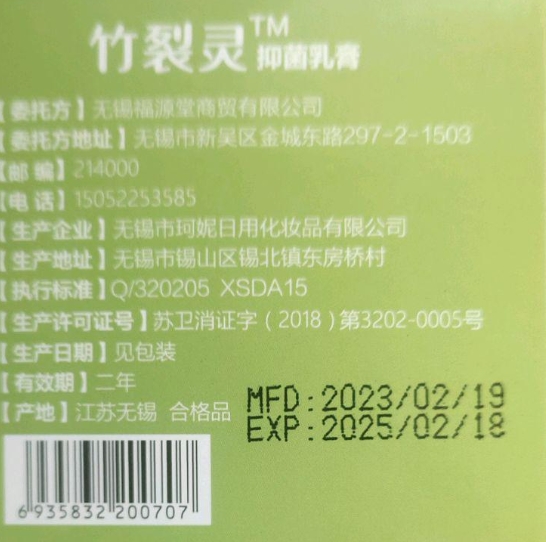 竹裂灵™抑菌乳膏
【委托方】无锡福源堂商贸有限公司
【委托方地址】无锡市新吴区金城东路297-2-1503
【邮 编】214000
【电 话】15052253585
【生产企业】无锡市珂妮日用化妆品有限公司
【生产地址】无锡市锡山区锡北镇东房桥村
【执行标准】Q/320205 XSDA15
【生产许可证号】苏卫消证字（2018）第3202-0005号
【生产日期】见包装
【有效期】二年
【产地】江苏无锡 合格品
MFD:2023/02/19
EXP:2025/02/18
6 935832 200707